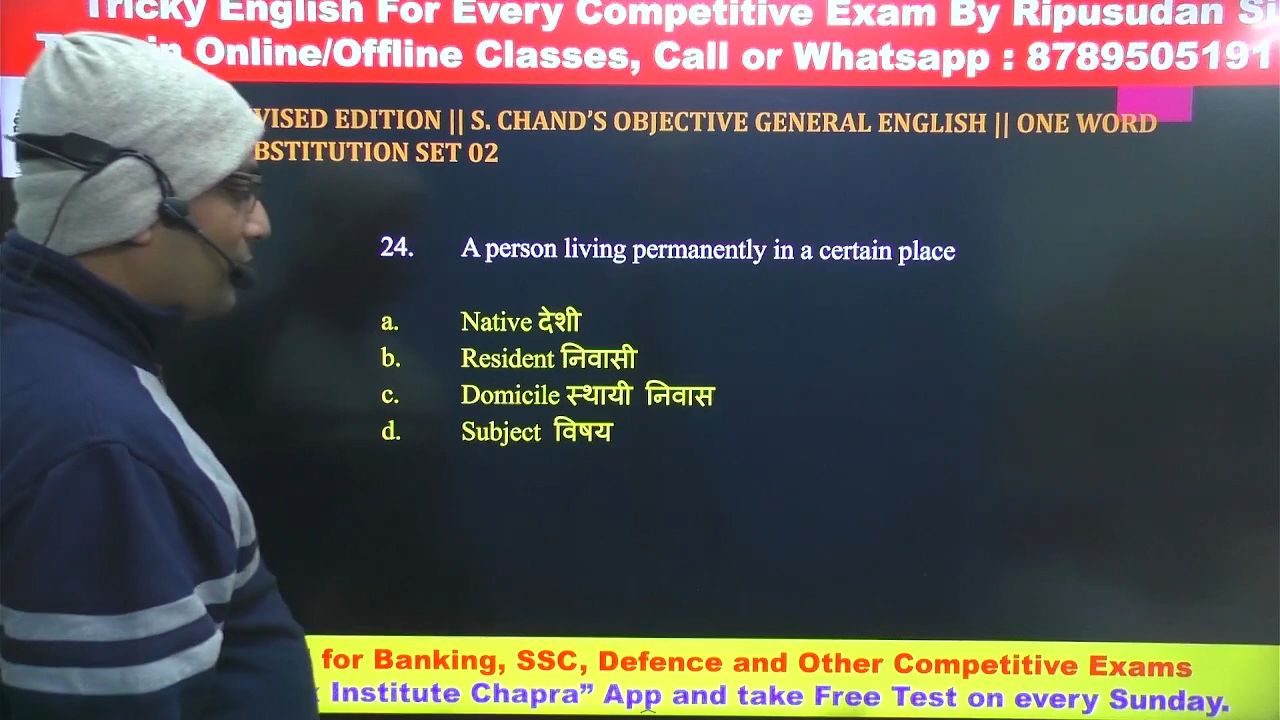 Tricky English For Every Competitive Exam By Ripusudan
Online/Offline Classes, Call or Whatsapp : 8789505191
VISED EDITION || S. CHAND'S OBJECTIVE GENERAL ENGLISH || ONE WORD
BSTITUTION SET 02
24. A person living permanently in a certain place
a. Native देशी
b. Resident निवासी
c. Domicile स्थायी निवास
d. Subject विषय
for Banking, SSC, Defence and Other Competitive Exams
Institute Chapra” App and take Free Test on every Sunday.